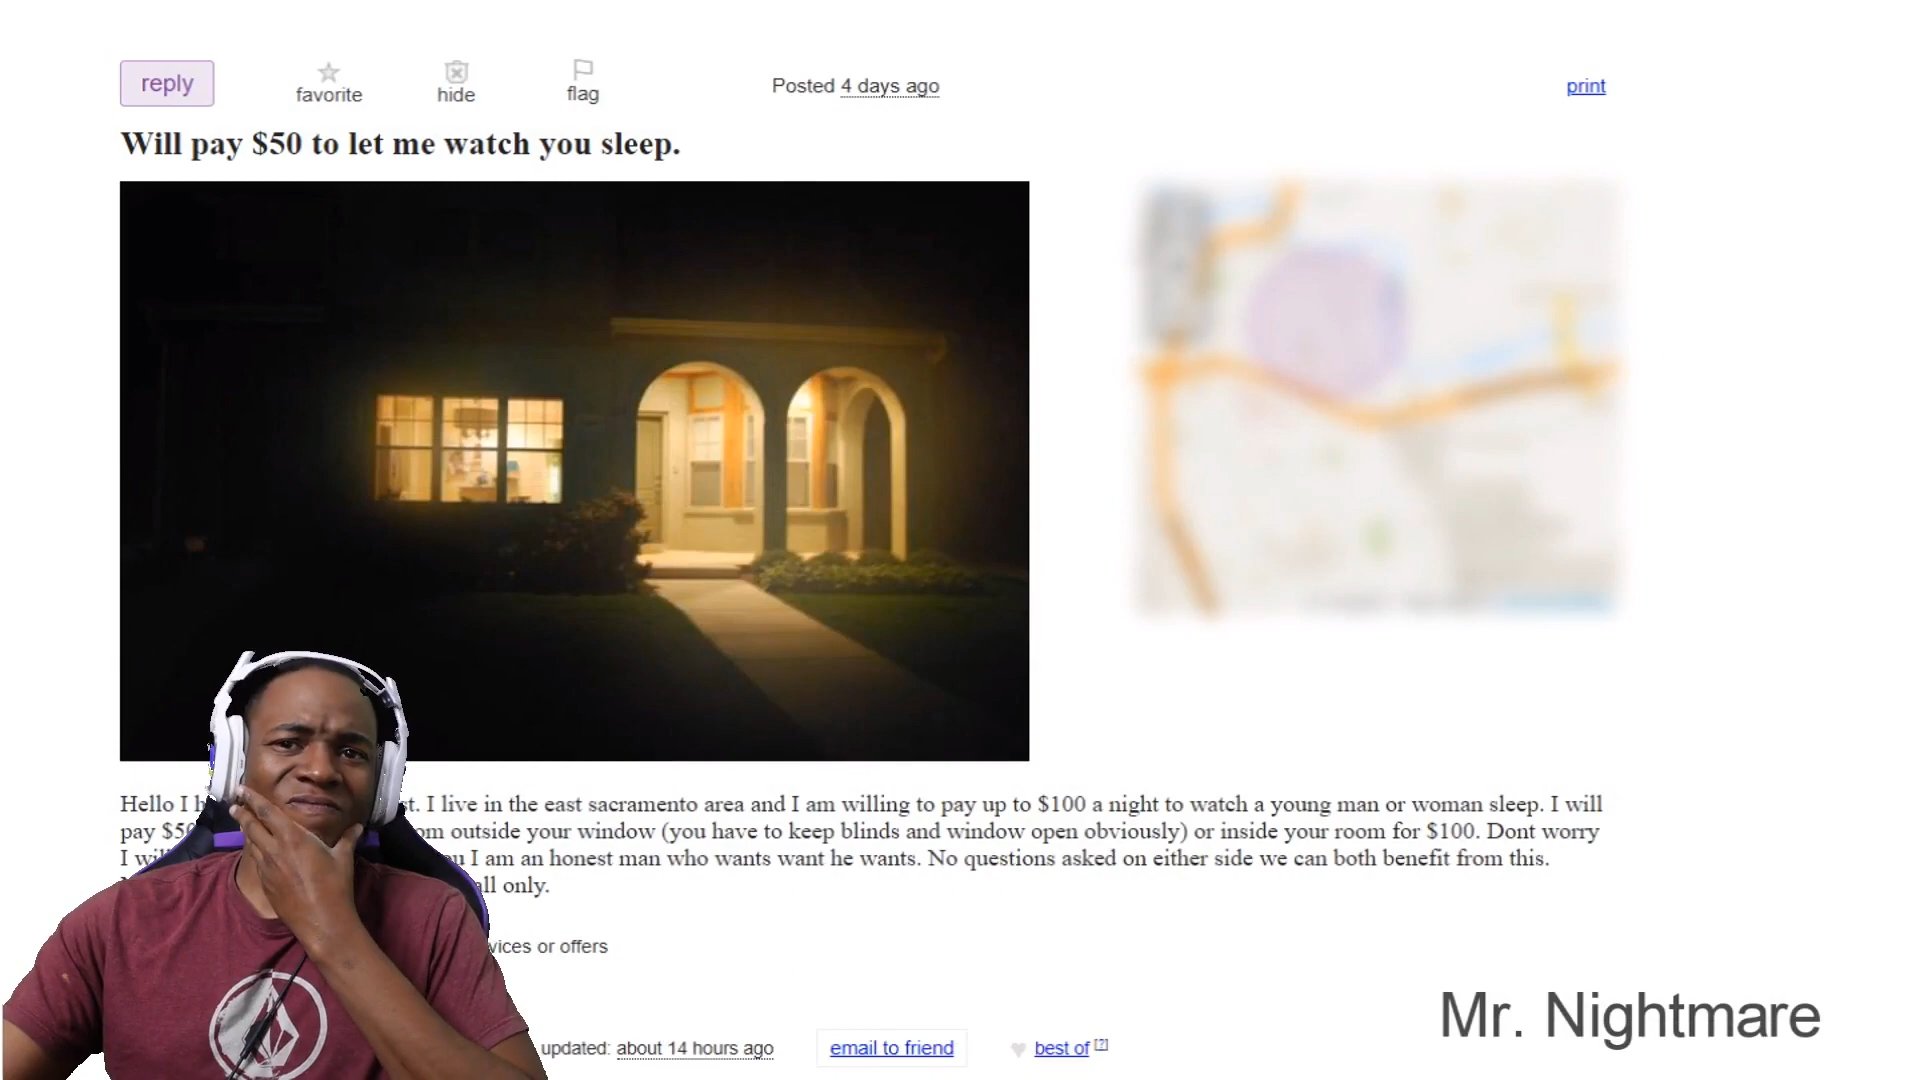 reply
favorite
hide
flag
Posted 4 days ago
print
Will pay $50 to let me watch you sleep.
Hello I st. I live in the east sacramento area and I am willing to pay up to $100 a night to watch a young man or woman sleep. I will
pay outside your window (you have to keep blinds and window open obviously) or inside your room for $100. Dont worry
I I am an honest man who wants want he wants. No questions asked on either side we can both benefit from this.
only.
or offers
updated: about 14 hours ago
email to friend
best of [?]
Mr. Nightmare